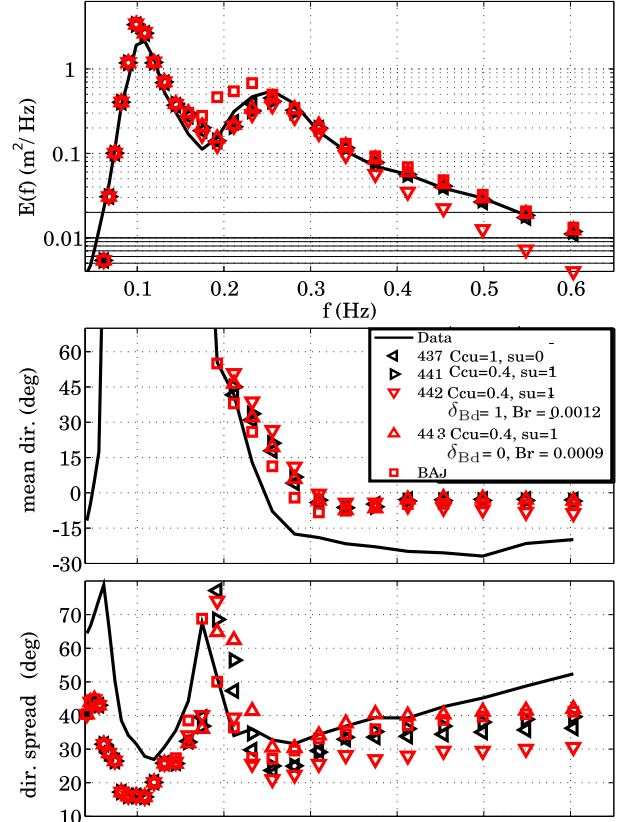 1
0.1
0.01
E(f) (m²/ Hz)
0.1 0.2 0.3 0.4 0.5 0.6
f (Hz)
60
45
30
15
0
-15
-30
mean dir. (deg)
Data
437 Ccu=1, su=0
441 Ccu=0.4, su=1
442 Ccu=0.4, su=1
δBd= 1, Br = 0.0012
443 Ccu=0.4, su=1
δBd= 0, Br = 0.0009
BAJ
70
60
50
40
30
20
10
dir. spread (deg)